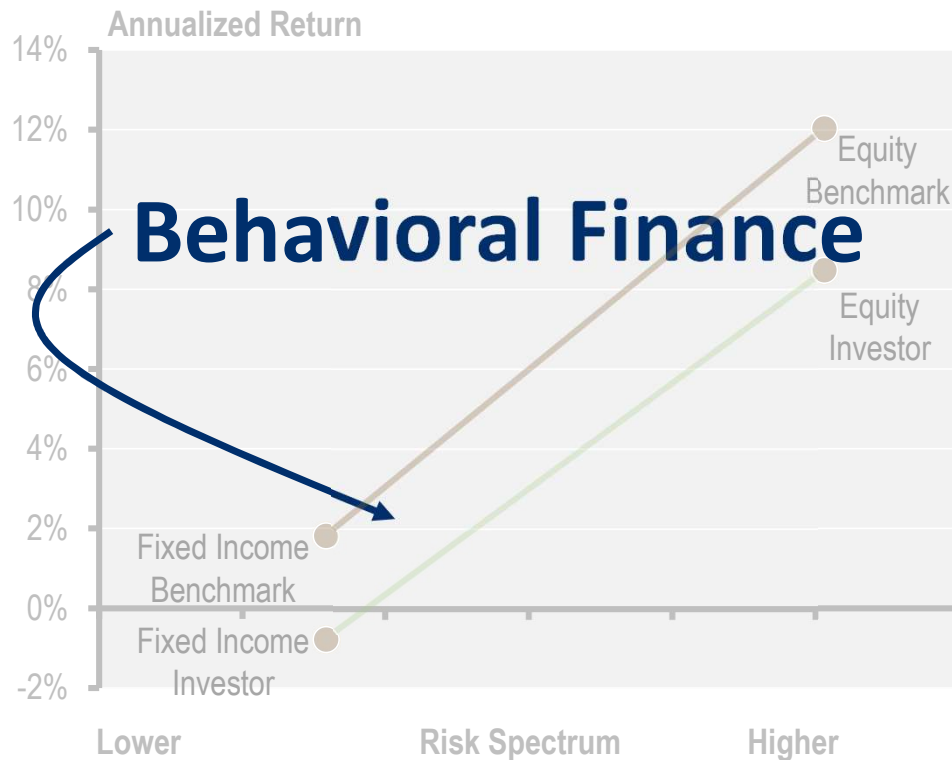 Annualized Return
14%
12%
Equity
Benchmark
10%
Behavioral Finance
8%
Equity
Investor
6%
4%
2%
Fixed Income
Benchmark
0%
Fixed Income
Investor
-2%
Lower Risk Spectrum Higher